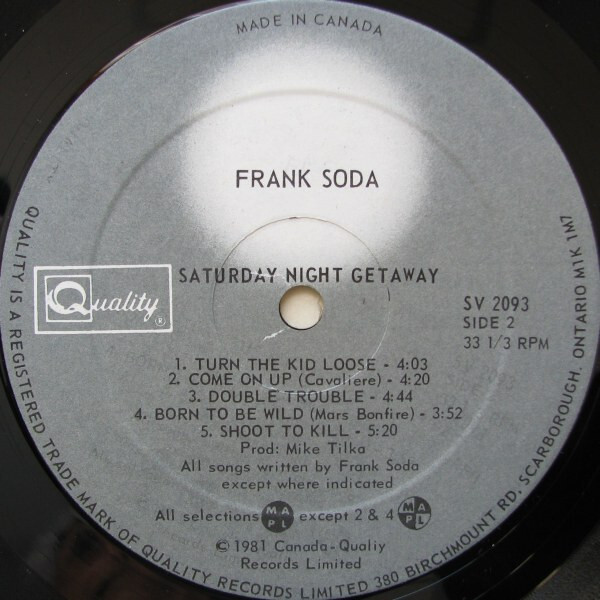 MADE IN CANADA
FRANK SODA
SATURDAY NIGHT GETAWAY
Quality ®
SV 2093
SIDE 2
33 1/3 RPM
1. TURN THE KID LOOSE - 4:03
2. COME ON UP (Cavaliere) - 4:20
3. DOUBLE TROUBLE - 4:44
4. BORN TO BE WILD (Mars Bonfire) - 3:52
5. SHOOT TO KILL - 5:20
Prod: Mike Tilka
All songs written by Frank Soda
except where indicated
All selections MAPL except 2 & 4 MAPL
© 1981 Canada-Qualiy
Records Limited
QUALITY IS A REGISTERED TRADE MARK OF QUALITY RECORDS LIMITED 380 BIRCHMOUNT RD, SCARBOROUGH, ONTARIO M1K 1M7